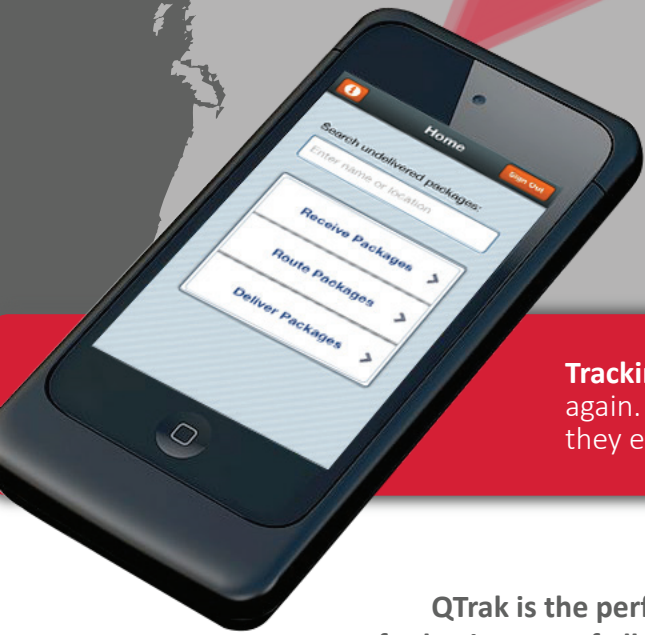 Home
Sign Out
Search undelivered packages:
Enter name or location
Receive Packages
Route Packages
Deliver Packages
again.
they
QTrak is the